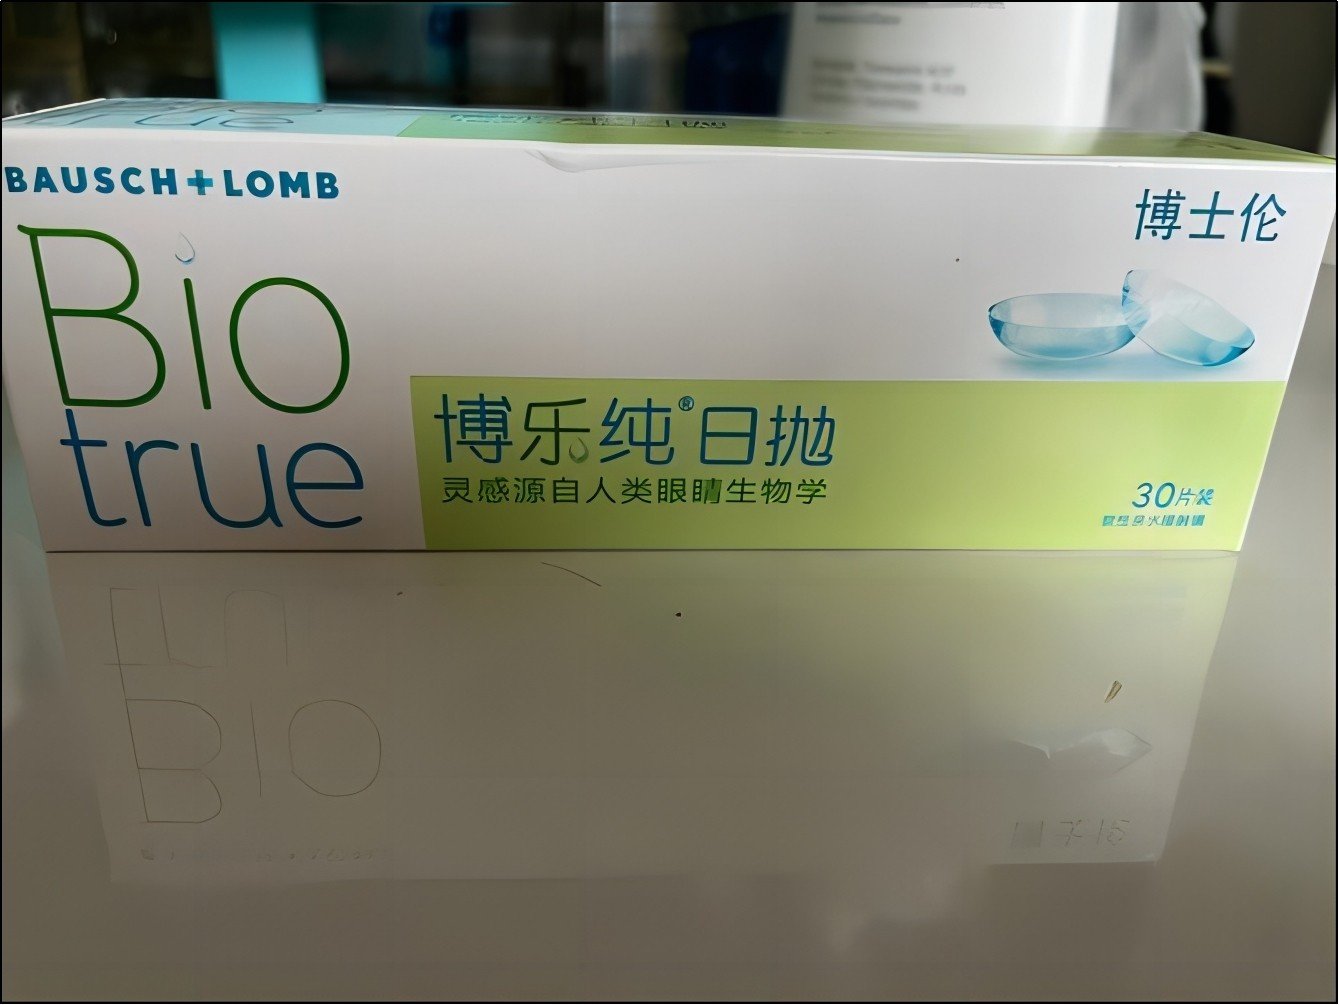 BAUSCH+LOMB
博士伦
Bio
true
博乐纯®日抛
灵感源自人类眼睛生物学
30片装